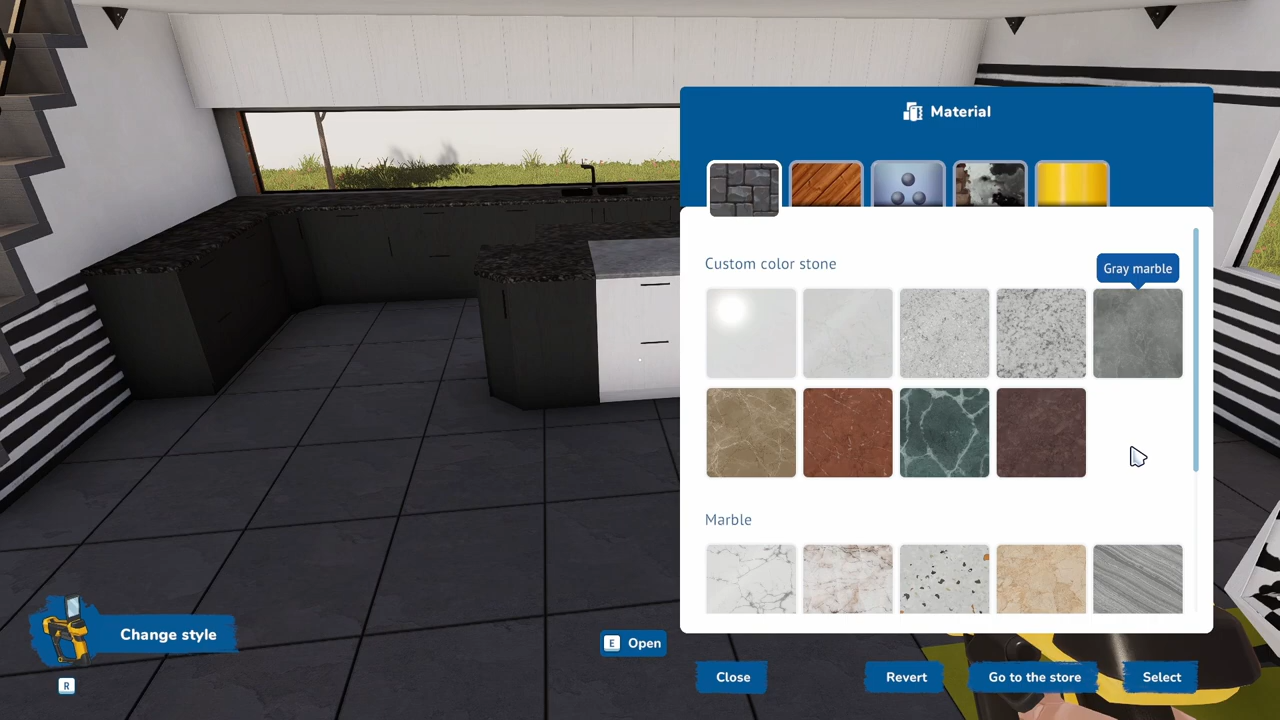 Material
Custom color stone
Gray marble
Marble
Change style
R
E Open
Close
Revert
Go to the store
Select